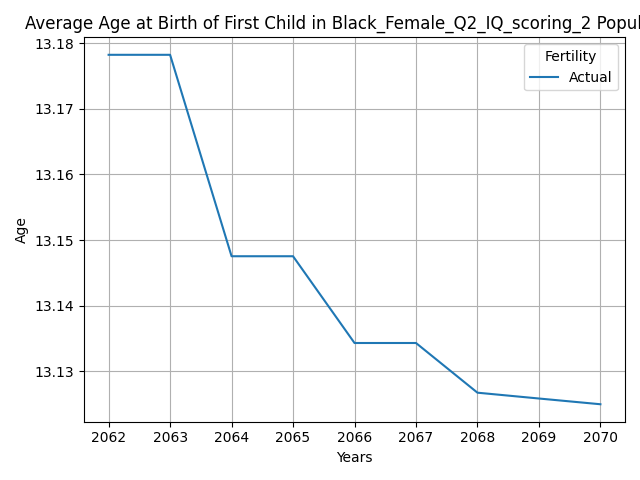 Average Age at Birth of First Child in Black_Female_Q2_IQ_scoring_2 Popul
13.18
13.17
13.16
13.15
13.14
13.13
Age
Fertility
Actual
2062 2063 2064 2065 2066 2067 2068 2069 2070
Years